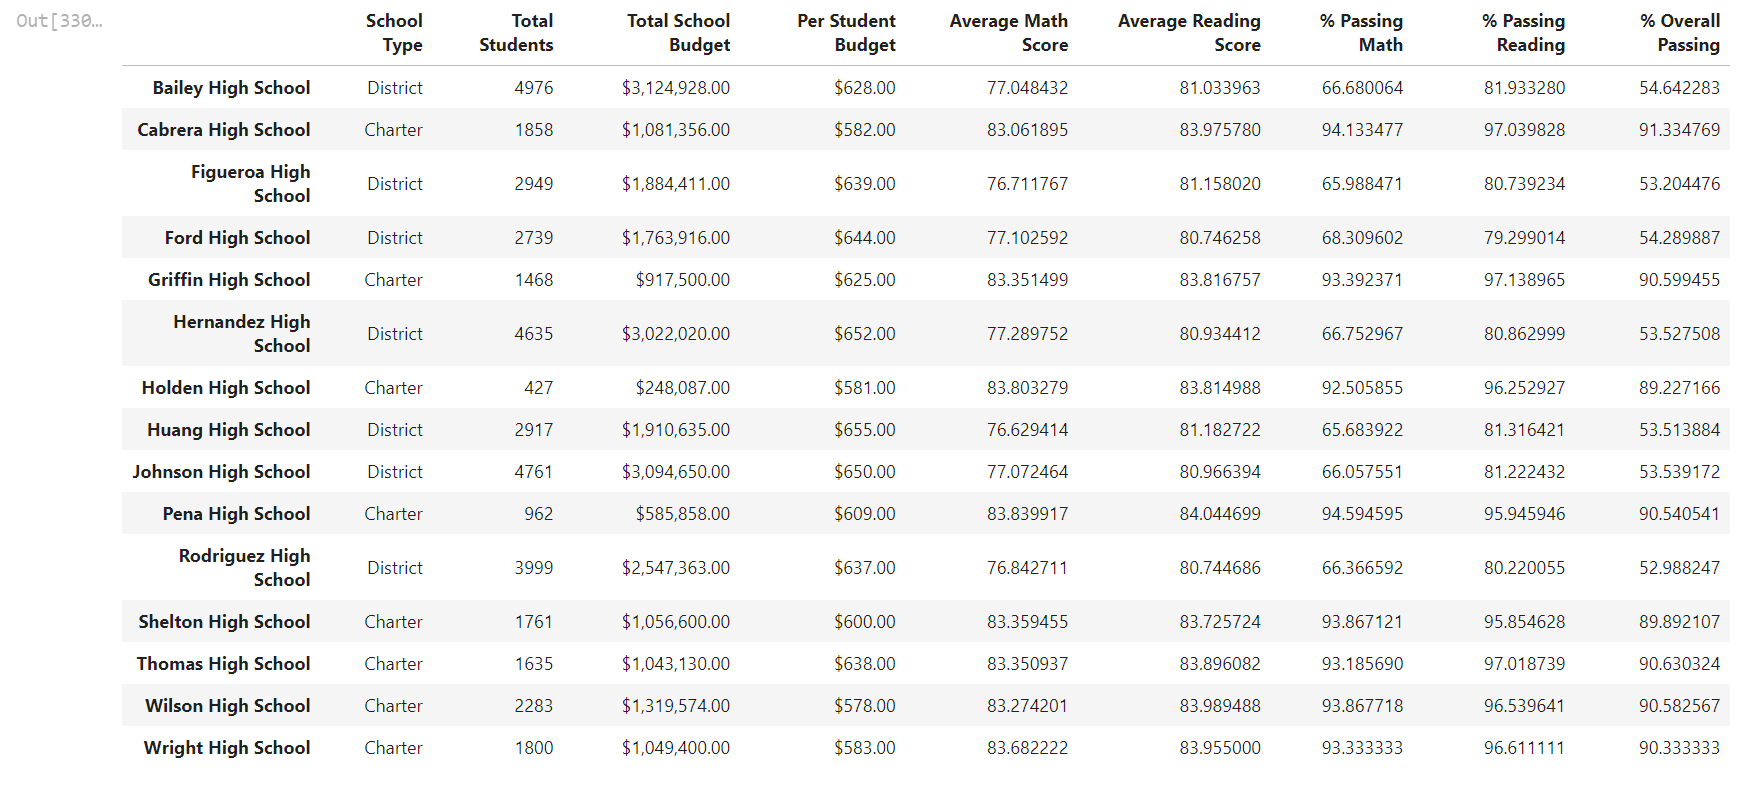 Out[330…
School Type Total Students Total School Budget Per Student Budget Average Math Score Average Reading Score % Passing Math % Passing Reading % Overall Passing
Bailey High School District 4976 $3,124,928.00 $628.00 77.048432 81.033963 66.680064 81.933280 54.642283
Cabrera High School Charter 1858 $1,081,356.00 $582.00 83.061895 83.975780 94.133477 97.039828 91.334769
Figueroa High School District 2949 $1,884,411.00 $639.00 76.711767 81.158020 65.988471 80.739234 53.204476
Ford High School District 2739 $1,763,916.00 $644.00 77.102592 80.746258 68.309602 79.299014 54.289887
Griffin High School Charter 1468 $917,500.00 $625.00 83.351499 83.816757 93.392371 97.138965 90.599455
Hernandez High School District 4635 $3,022,020.00 $652.00 77.289752 80.934412 66.752967 80.862999 53.527508
Holden High School Charter 427 $248,087.00 $581.00 83.803279 83.814988 92.505855 96.252927 89.227166
Huang High School District 2917 $1,910,635.00 $655.00 76.629414 81.182722 65.683922 81.316421 53.513884
Johnson High School District 4761 $3,094,650.00 $650.00 77.072464 80.966394 66.057551 81.222432 53.539172
Pena High School Charter 962 $585,858.00 $609.00 83.839917 84.044699 94.594595 95.945946 90.540541
Rodriguez High School District 3999 $2,547,363.00 $637.00 76.842711 80.744686 66.366592 80.220055 52.988247
Shelton High School Charter 1761 $1,056,600.00 $600.00 83.359455 83.725724 93.867121 95.854628 89.892107
Thomas High School Charter 1635 $1,043,130.00 $638.00 83.350937 83.896082 93.185690 97.018739 90.630324
Wilson High School Charter 2283 $1,319,574.00 $578.00 83.274201 83.989488 93.867718 96.539641 90.582567
Wright High School Charter 1800 $1,049,400.00 $583.00 83.682222 83.955000 93.333333 96.611111 90.333333